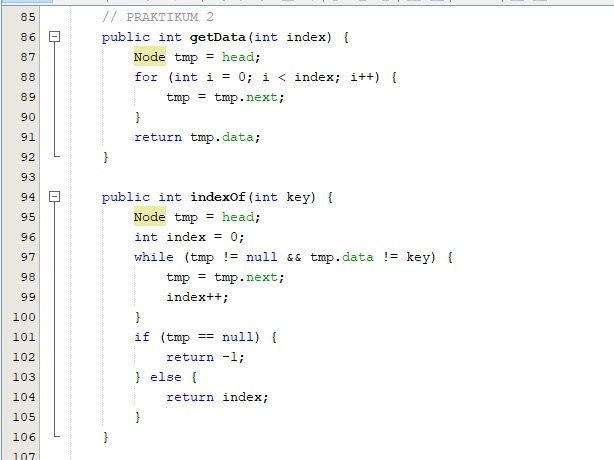 85 // PRAKTIKUM 2
86 public int getData(int index) {
87 Node tmp = head;
88 for (int i = 0; i < index; i++) {
89 tmp = tmp.next;
90 }
91 return tmp.data;
92 }
93
94 public int indexOf(int key) {
95 Node tmp = head;
96 int index = 0;
97 while (tmp != null && tmp.data != key) {
98 tmp = tmp.next;
99 index++;
100 }
101 if (tmp == null) {
102 return -1;
103 } else {
104 return index;
105 }
106 }
107